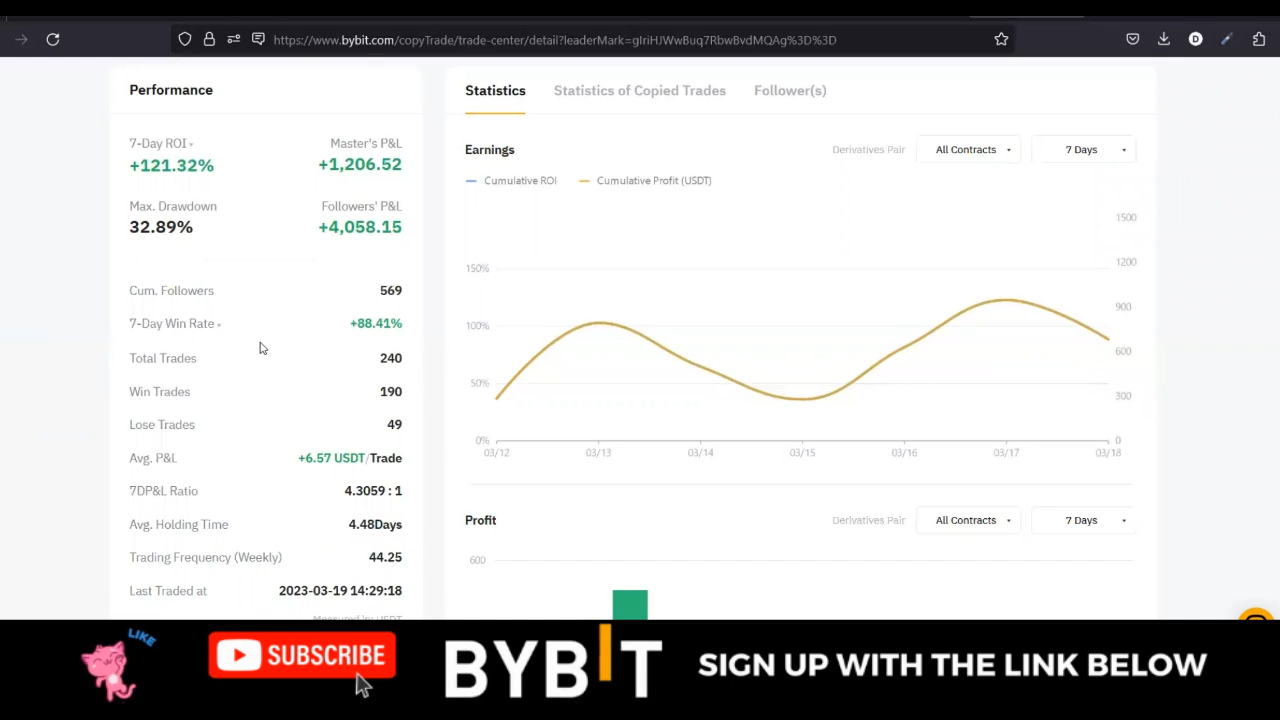 https://www.bybit.com/copyTrade/trade-center/detail?leaderMark=gIriHJWwBuq7RbwBvdMQAg%3D%3D
Performance
7-Day ROI
Master's P&L
+121.32%
+1,206.52
Max. Drawdown
Followers' P&L
32.89%
+4,058.15
Cum. Followers 569
7-Day Win Rate +88.41%
Total Trades 240
Win Trades 190
Lose Trades 49
Avg. P&L +6.57 USDT/Trade
7DP&L Ratio 4.3059 : 1
Avg. Holding Time 4.48Days
Trading Frequency (Weekly) 44.25
Last Traded at 2023-03-19 14:29:18
Measured by USDT
Statistics Statistics of Copied Trades Follower(s)
Earnings Derivatives Pair All Contracts 7 Days
Cumulative ROI Cumulative Profit (USDT)
1500
150% 1200
100% 900
50% 600
0% 300
0
03/12 03/13 03/14 03/15 03/16 03/17 03/18
Profit Derivatives Pair All Contracts 7 Days
600
LIKE
SUBSCRIBE
BYBIT
SIGN UP WITH THE LINK BELOW